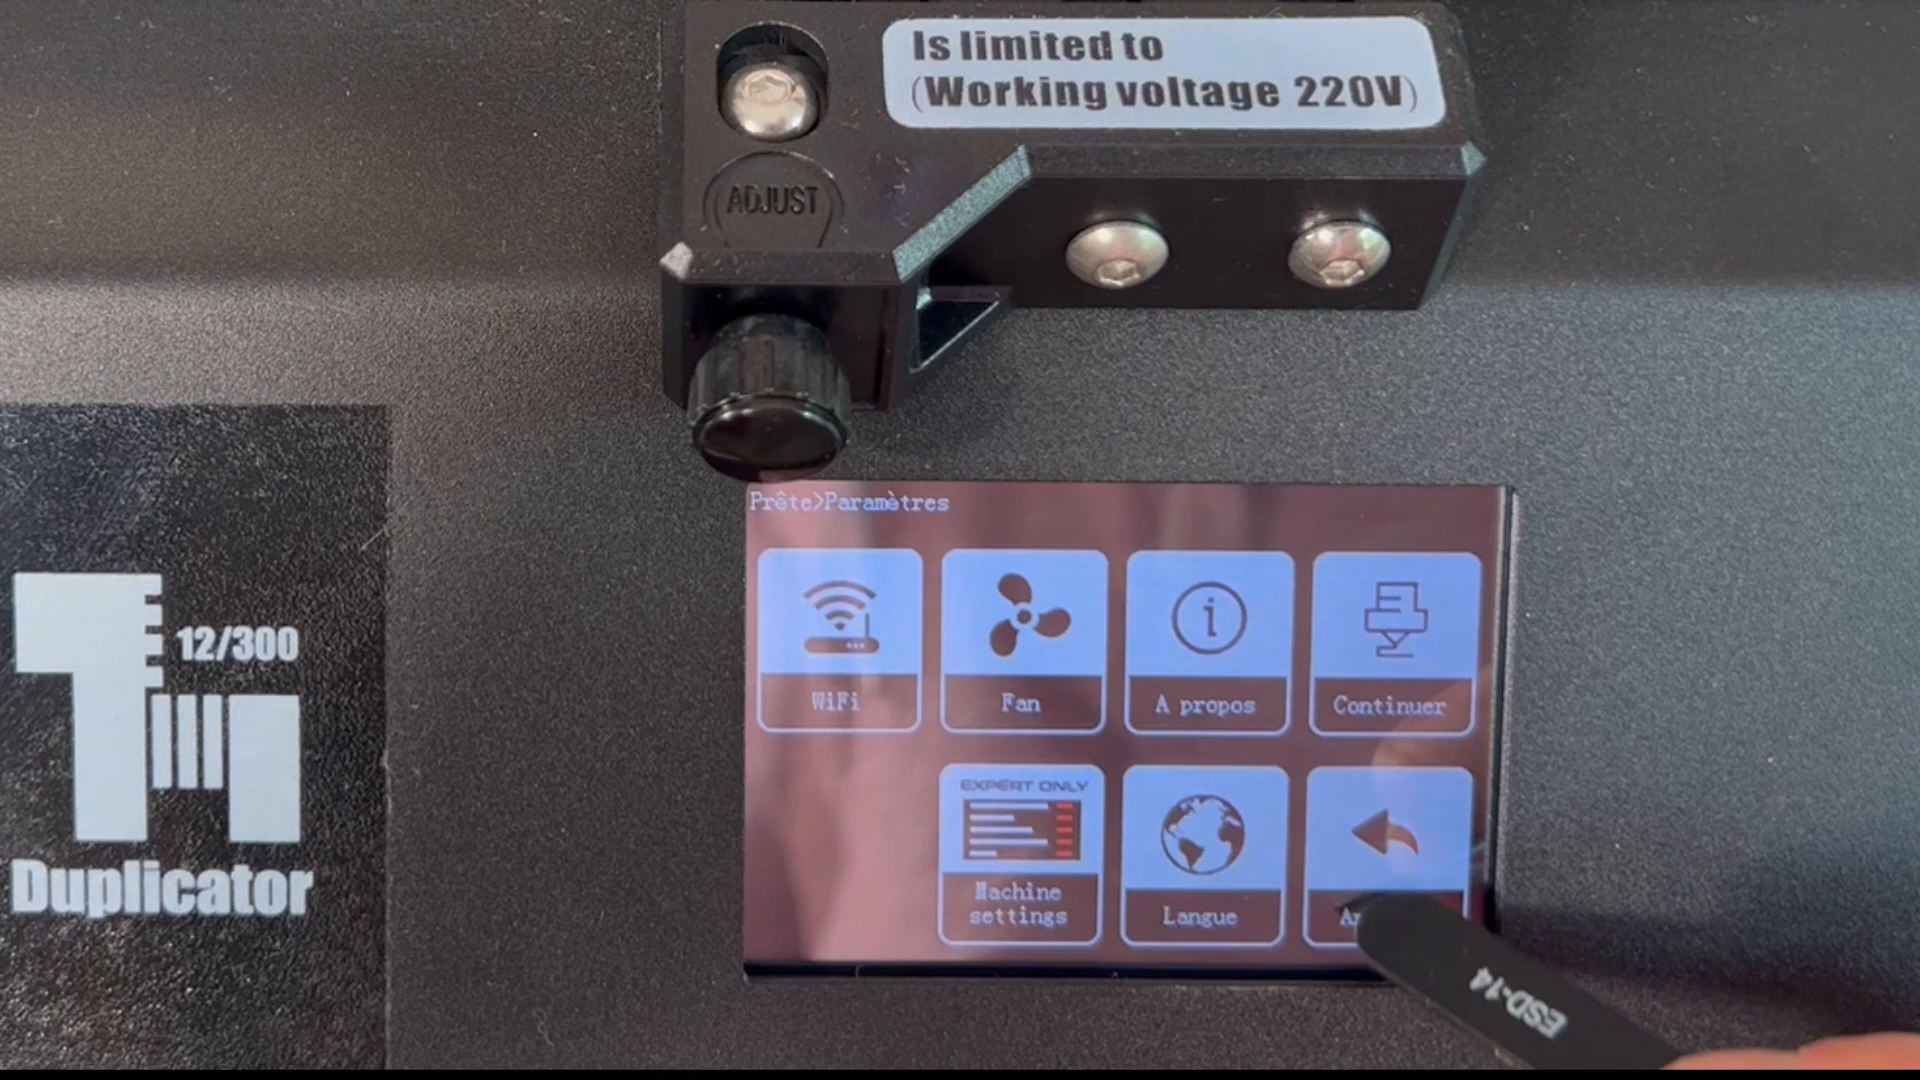 Is limited to
(Working voltage 220V)
ADJUST
Prête>Paramètres
WiFi
Fan
A propos
Continuer
EXPERT ONLY
Machine
settings
Langue
12/300
Duplicator
ESD-14